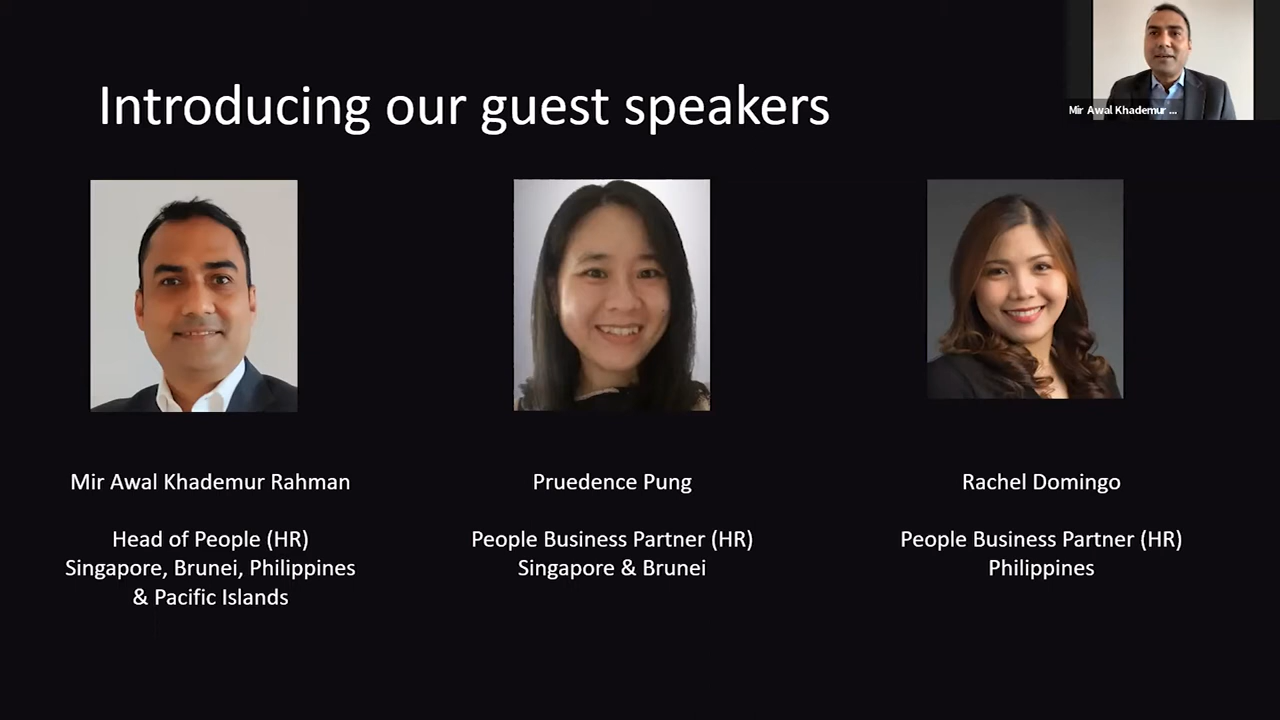 Introducing our guest speakers
Mir Awal Khademur ...
Mir Awal Khademur Rahman
Head of People (HR)
Singapore, Brunei, Philippines
& Pacific Islands
Pruedence Pung
People Business Partner (HR)
Singapore & Brunei
Rachel Domingo
People Business Partner (HR)
Philippines